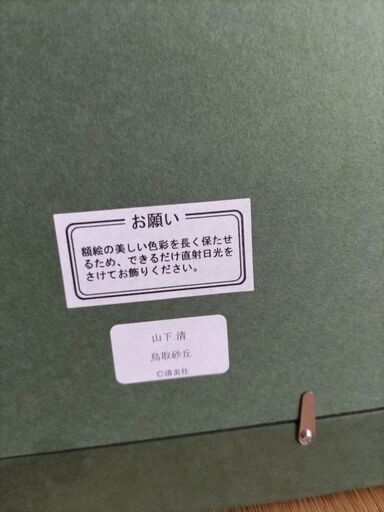 お願い
額絵の美しい色彩を長く保たせ
るため、できるだけ直射日光を
さけてお飾りください。
山下 清
鳥取砂丘
©清美社